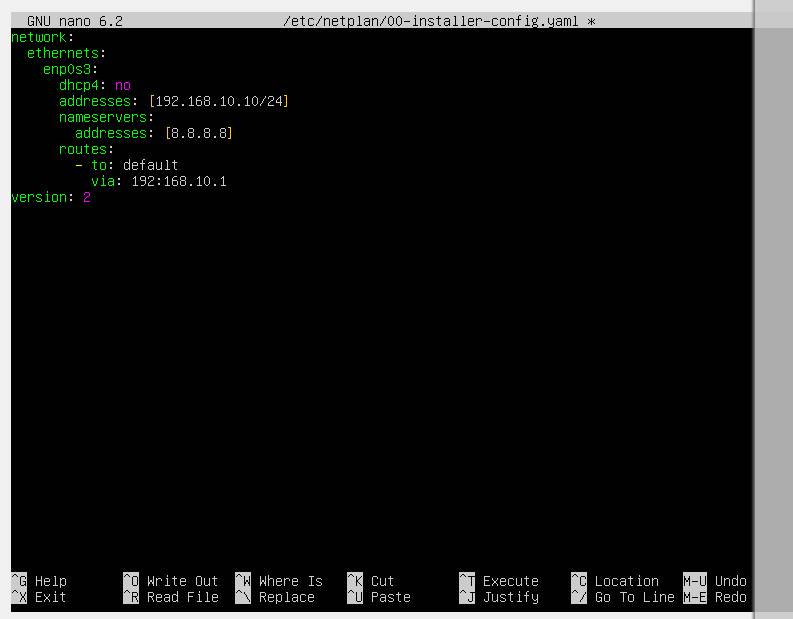 GNU nano 6.2 /etc/netplan/00-installer-config.yaml *
network:
  ethernets:
    enp0s3:
      dhcp4: no
      addresses: [192.168.10.10/24]
      nameservers:
        addresses: [8.8.8.8]
      routes:
        - to: default
          via: 192:168.10.1
version: 2
^G Help ^O Write Out ^W Where Is ^K Cut ^T Execute ^C Location M-U Undo
^X Exit ^R Read File ^\ Replace ^U Paste ^J Justify ^/ Go To Line M-E Redo